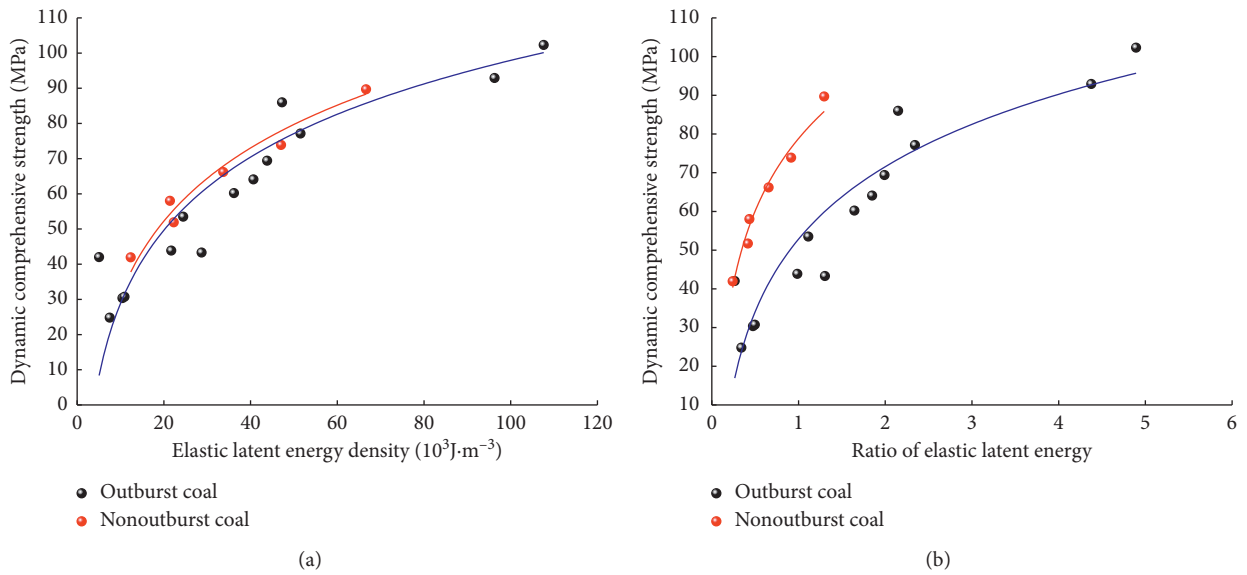 110
100
90
80
70
60
50
40
30
20
10
0
Dynamic comprehensive strength (MPa)
0 20 40 60 80 100 120
Elastic latent energy density (10³J·m⁻³)
Outburst coal
Nonoutburst coal
(a)
110
100
90
80
70
60
50
40
30
20
10
Dynamic comprehensive strength (MPa)
0 1 2 3 4 5 6
Ratio of elastic latent energy
Outburst coal
Nonoutburst coal
(b)